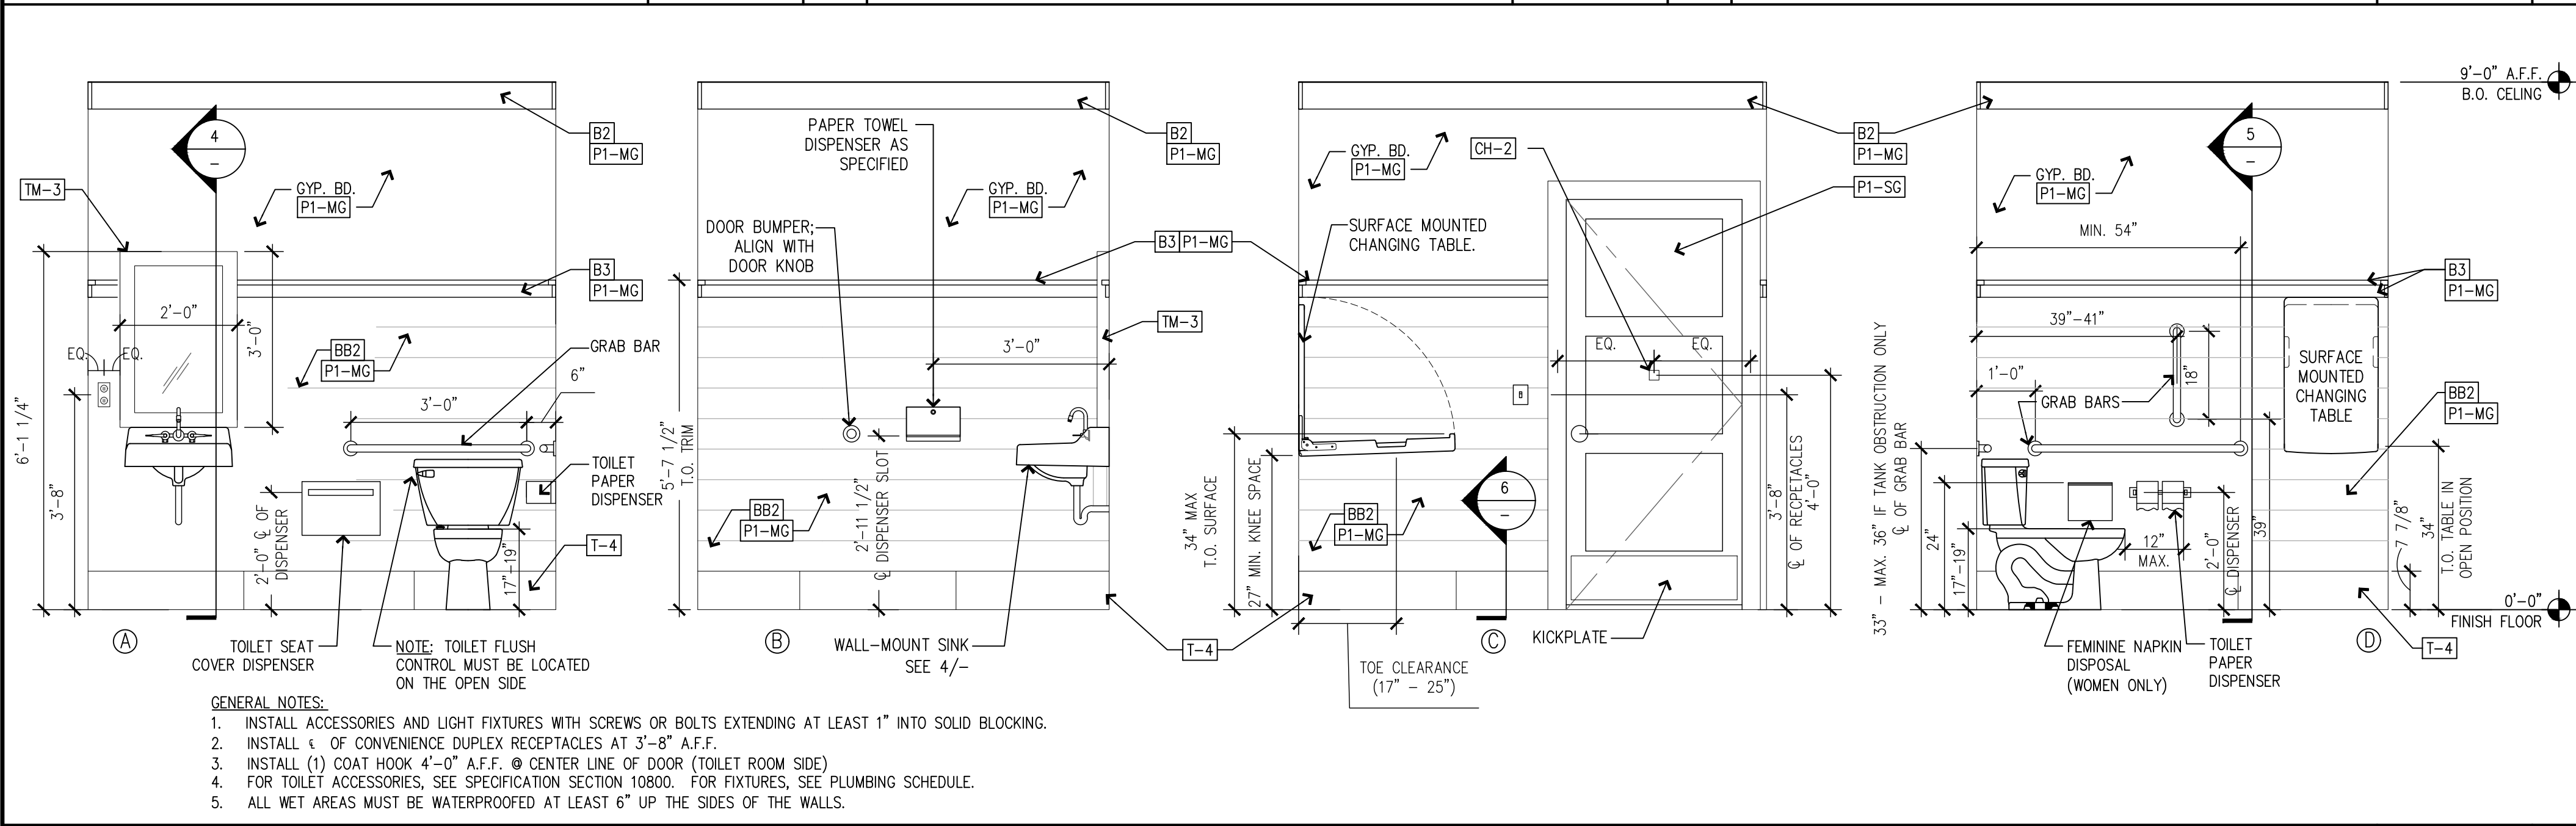 4
–
B2
P1-MG
TM-3
GYP. BD.
P1-MG
B3
P1-MG
2'-0"
3'-0"
EQ.
EQ.
BB2
P1-MG
GRAB BAR
6"
3'-0"
6'-1 1/4"
3'-8"
2'-0" ℄ OF
DISPENSER
17"-19"
TOILET
PAPER
DISPENSER
T-4
A
TOILET SEAT
COVER DISPENSER
NOTE: TOILET FLUSH
CONTROL MUST BE LOCATED
ON THE OPEN SIDE
PAPER TOWEL
DISPENSER AS
SPECIFIED
B2
P1-MG
GYP. BD.
P1-MG
DOOR BUMPER;
ALIGN WITH
DOOR KNOB
B3 P1-MG
TM-3
3'-0"
5'-7 1/2"
T.O. TRIM
2'-11 1/2"
℄ DISPENSER SLOT
BB2
P1-MG
B
WALL-MOUNT SINK
SEE 4/-
T-4
GYP. BD.
P1-MG
CH-2
B2
P1-MG
P1-SG
SURFACE MOUNTED
CHANGING TABLE.
EQ.
EQ.
34" MAX
T.O. SURFACE
27" MIN. KNEE SPACE
BB2
P1-MG
6
–
3'-8"
℄ OF RECPETACLES
4'-0"
C
KICKPLATE
TOE CLEARANCE
(17" - 25")
9'-0" A.F.F.
B.O. CELING
5
–
GYP. BD.
P1-MG
MIN. 54"
B3
P1-MG
39"-41"
1'-0"
18"
GRAB BARS
SURFACE
MOUNTED
CHANGING
TABLE
BB2
P1-MG
33" - MAX. 36" IF TANK OBSTRUCTION ONLY
℄ OF GRAB BAR
24"
17"-19"
12"
MAX.
2'-0"
℄ DISPENSER
39"
7 7/8"
34"
T.O. TABLE IN
OPEN POSITION
0'-0"
FINISH FLOOR
FEMININE NAPKIN
DISPOSAL
(WOMEN ONLY)
TOILET
PAPER
DISPENSER
D
T-4
GENERAL NOTES:
1. INSTALL ACCESSORIES AND LIGHT FIXTURES WITH SCREWS OR BOLTS EXTENDING AT LEAST 1" INTO SOLID BLOCKING.
2. INSTALL ℄ OF CONVENIENCE DUPLEX RECEPTACLES AT 3'-8" A.F.F.
3. INSTALL (1) COAT HOOK 4'-0" A.F.F. @ CENTER LINE OF DOOR (TOILET ROOM SIDE)
4. FOR TOILET ACCESSORIES, SEE SPECIFICATION SECTION 10800. FOR FIXTURES, SEE PLUMBING SCHEDULE.
5. ALL WET AREAS MUST BE WATERPROOFED AT LEAST 6" UP THE SIDES OF THE WALLS.